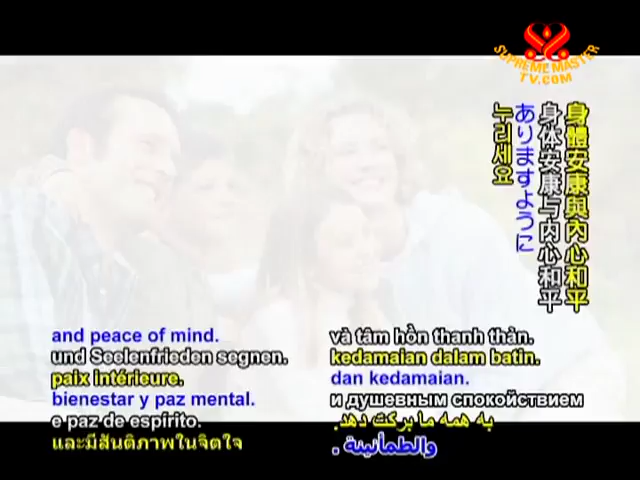 SUPREME MASTER
TV.COM
身體安康與內心和平
身体安康与内心和平
ありますように
누리세요
and peace of mind.
und Seelenfrieden segnen.
paix intérieure.
bienestar y paz mental.
e paz de espírito.
และมีสันติภาพในจิตใจ
và tâm hồn thanh thản.
kedamaian dalam batin.
dan kedamaian.
и душевным спокойствием
به همه ما برکت دهد.
والطمأنينة .